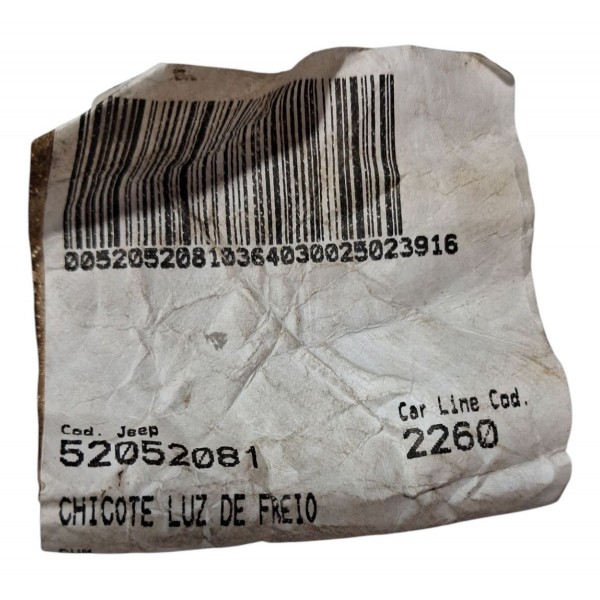 00520520810364030025023916
Cod. Jeep
52052081
Car Line Cod.
2260
CHICOTE LUZ DE FREIO